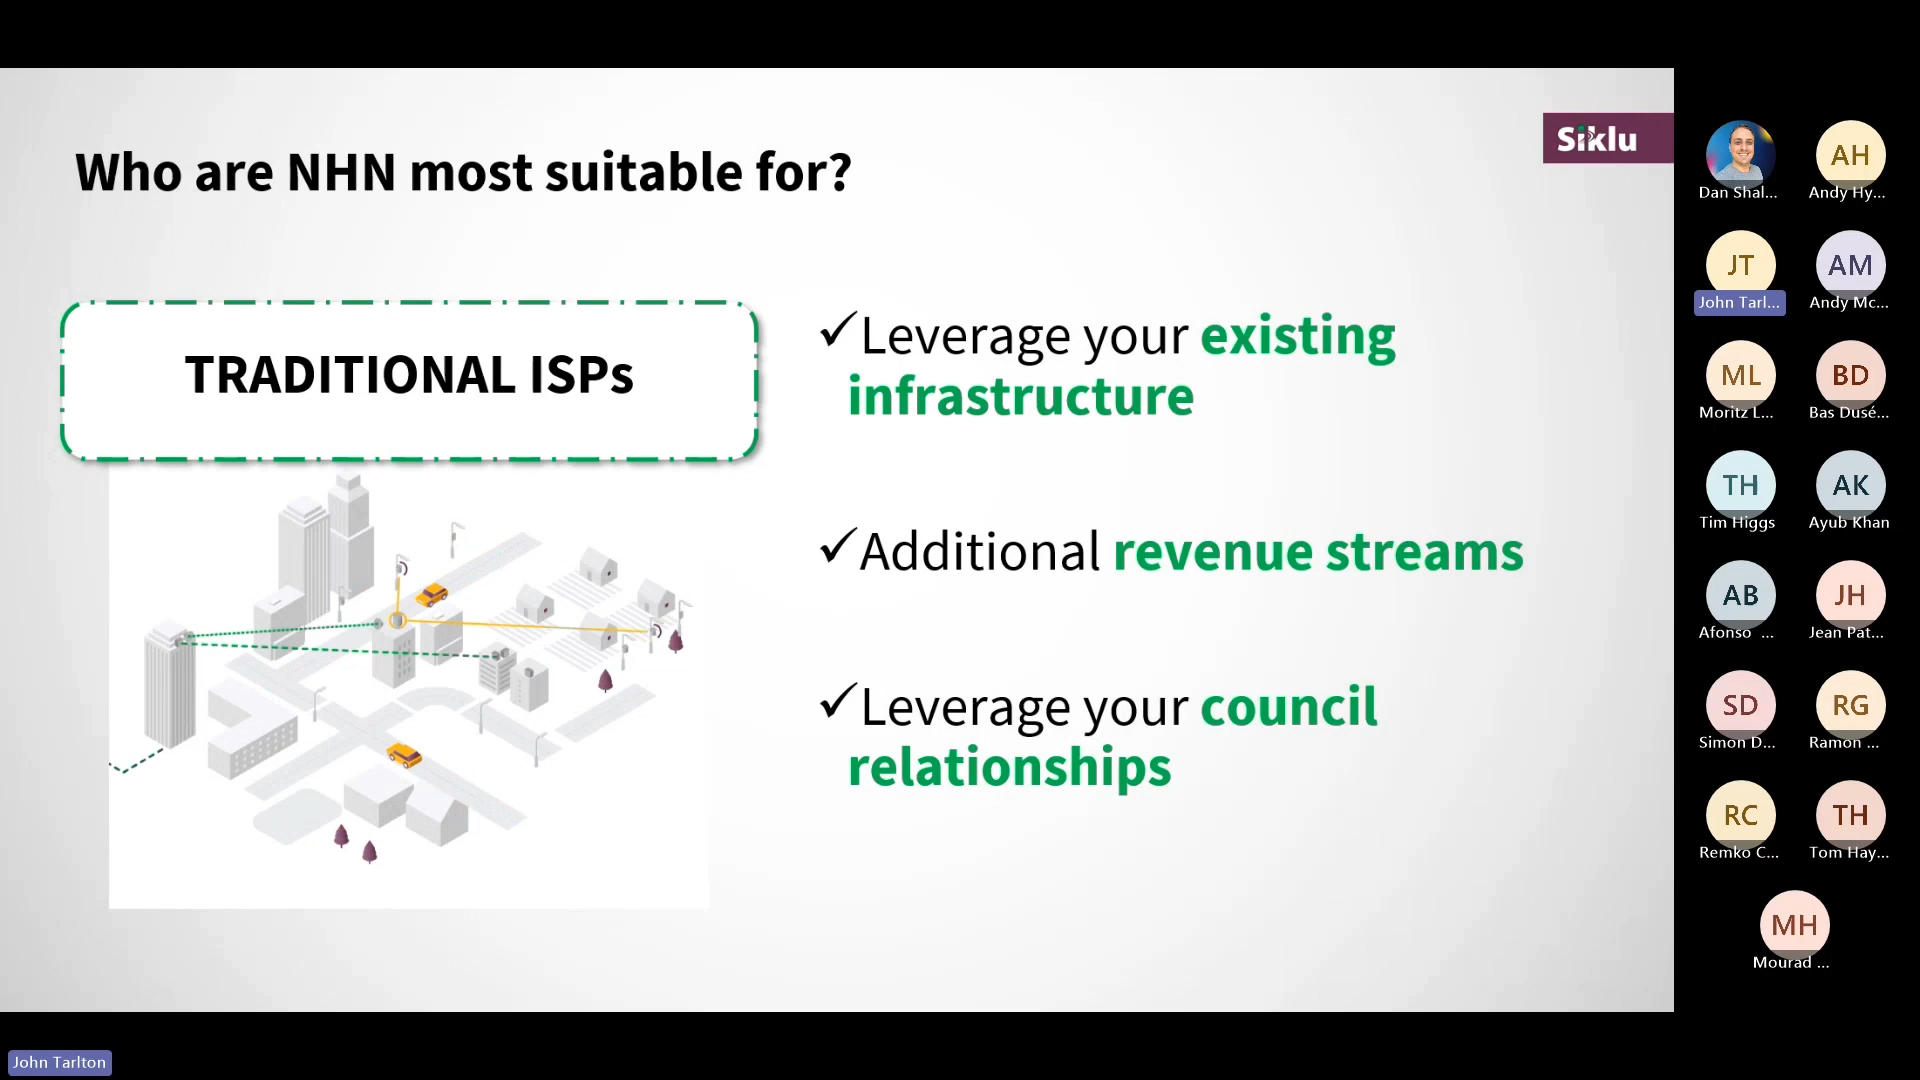 Who are NHN most suitable for?
Siklu
TRADITIONAL ISPs
✓Leverage your existing
infrastructure
✓Additional revenue streams
✓Leverage your council
relationships
Dan Shal...
AH
Andy Hy...
JT
John Tarl...
AM
Andy Mc...
ML
Moritz L...
BD
Bas Dusé...
TH
Tim Higgs
AK
Ayub Khan
AB
Afonso ...
JH
Jean Pat...
SD
Simon D...
RG
Ramon ...
RC
Remko C...
TH
Tom Hay...
MH
Mourad ...
John Tarlton